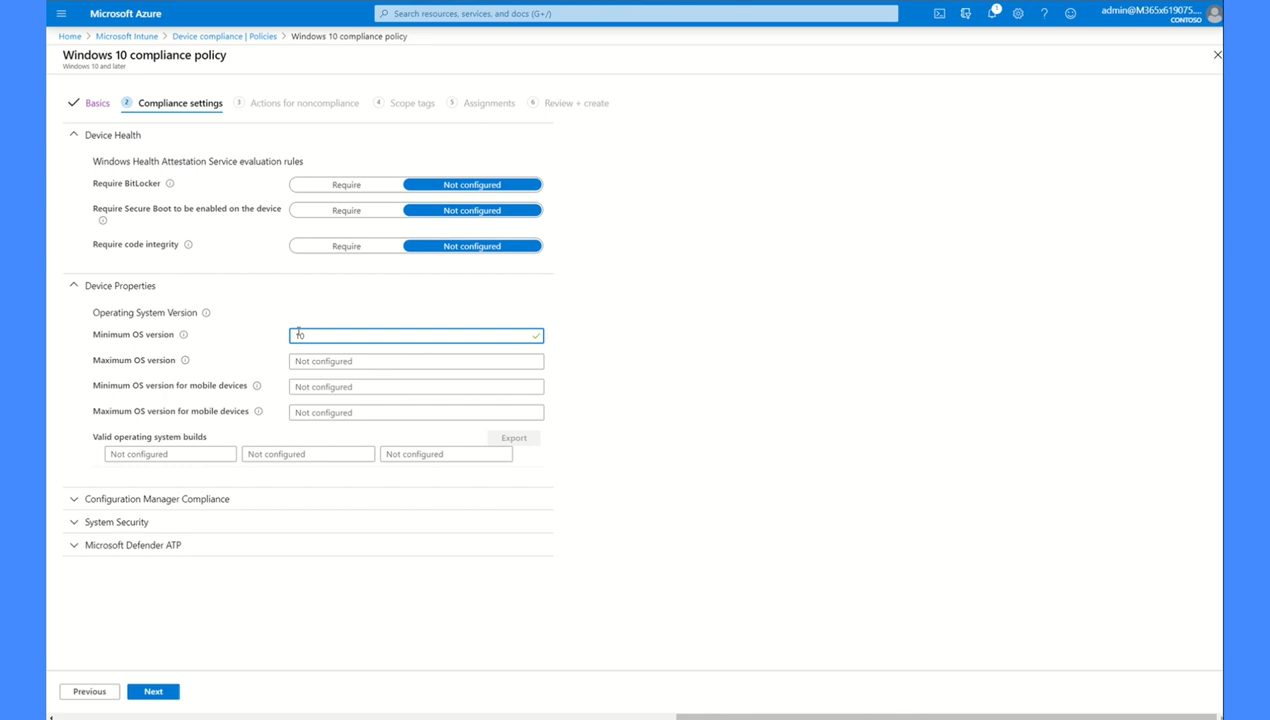 Microsoft Azure
Search resources, services, and docs (G+/)
1
admin@M365x619075....
CONTOSO
Home > Microsoft Intune > Device compliance | Policies > Windows 10 compliance policy
Windows 10 compliance policy
Windows 10 and later
Basics 2 Compliance settings 3 Actions for noncompliance 4 Scope tags 5 Assignments 6 Review + create
Device Health
Windows Health Attestation Service evaluation rules
Require BitLocker Require Not configured
Require Secure Boot to be enabled on the device Require Not configured
Require code integrity Require Not configured
Device Properties
Operating System Version
Minimum OS version 10
Maximum OS version Not configured
Minimum OS version for mobile devices Not configured
Maximum OS version for mobile devices Not configured
Valid operating system builds Export
Not configured Not configured Not configured
Configuration Manager Compliance
System Security
Microsoft Defender ATP
Previous Next